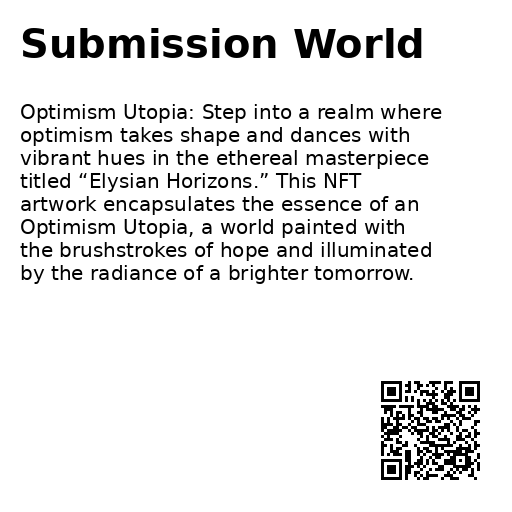 Submission World
Optimism Utopia: Step into a realm where
optimism takes shape and dances with
vibrant hues in the ethereal masterpiece
titled “Elysian Horizons.” This NFT
artwork encapsulates the essence of an
Optimism Utopia, a world painted with
the brushstrokes of hope and illuminated
by the radiance of a brighter tomorrow.